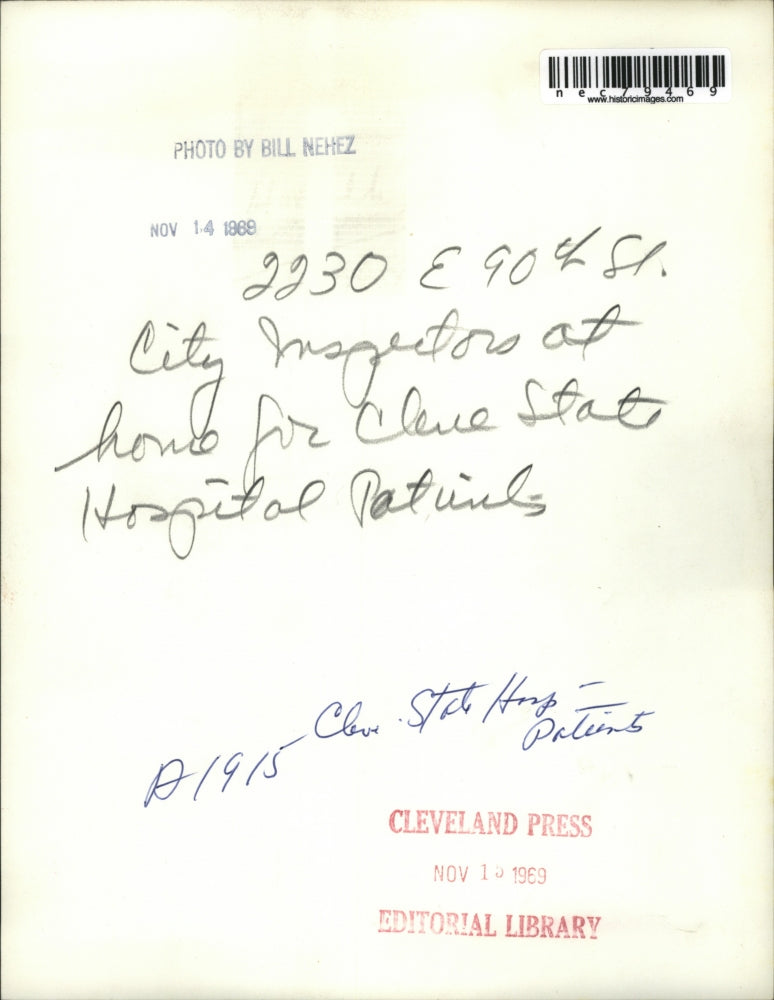 nec79469
www.historicimages.com
PHOTO BY BILL NEHEZ
NOV 14 1969
2230 E 90th St.
City Inspectors at
home for Cleve State
Hospital Patients
Cleve. State Hosp -
Patients
A1915
CLEVELAND PRESS
NOV 15 1969
EDITORIAL LIBRARY